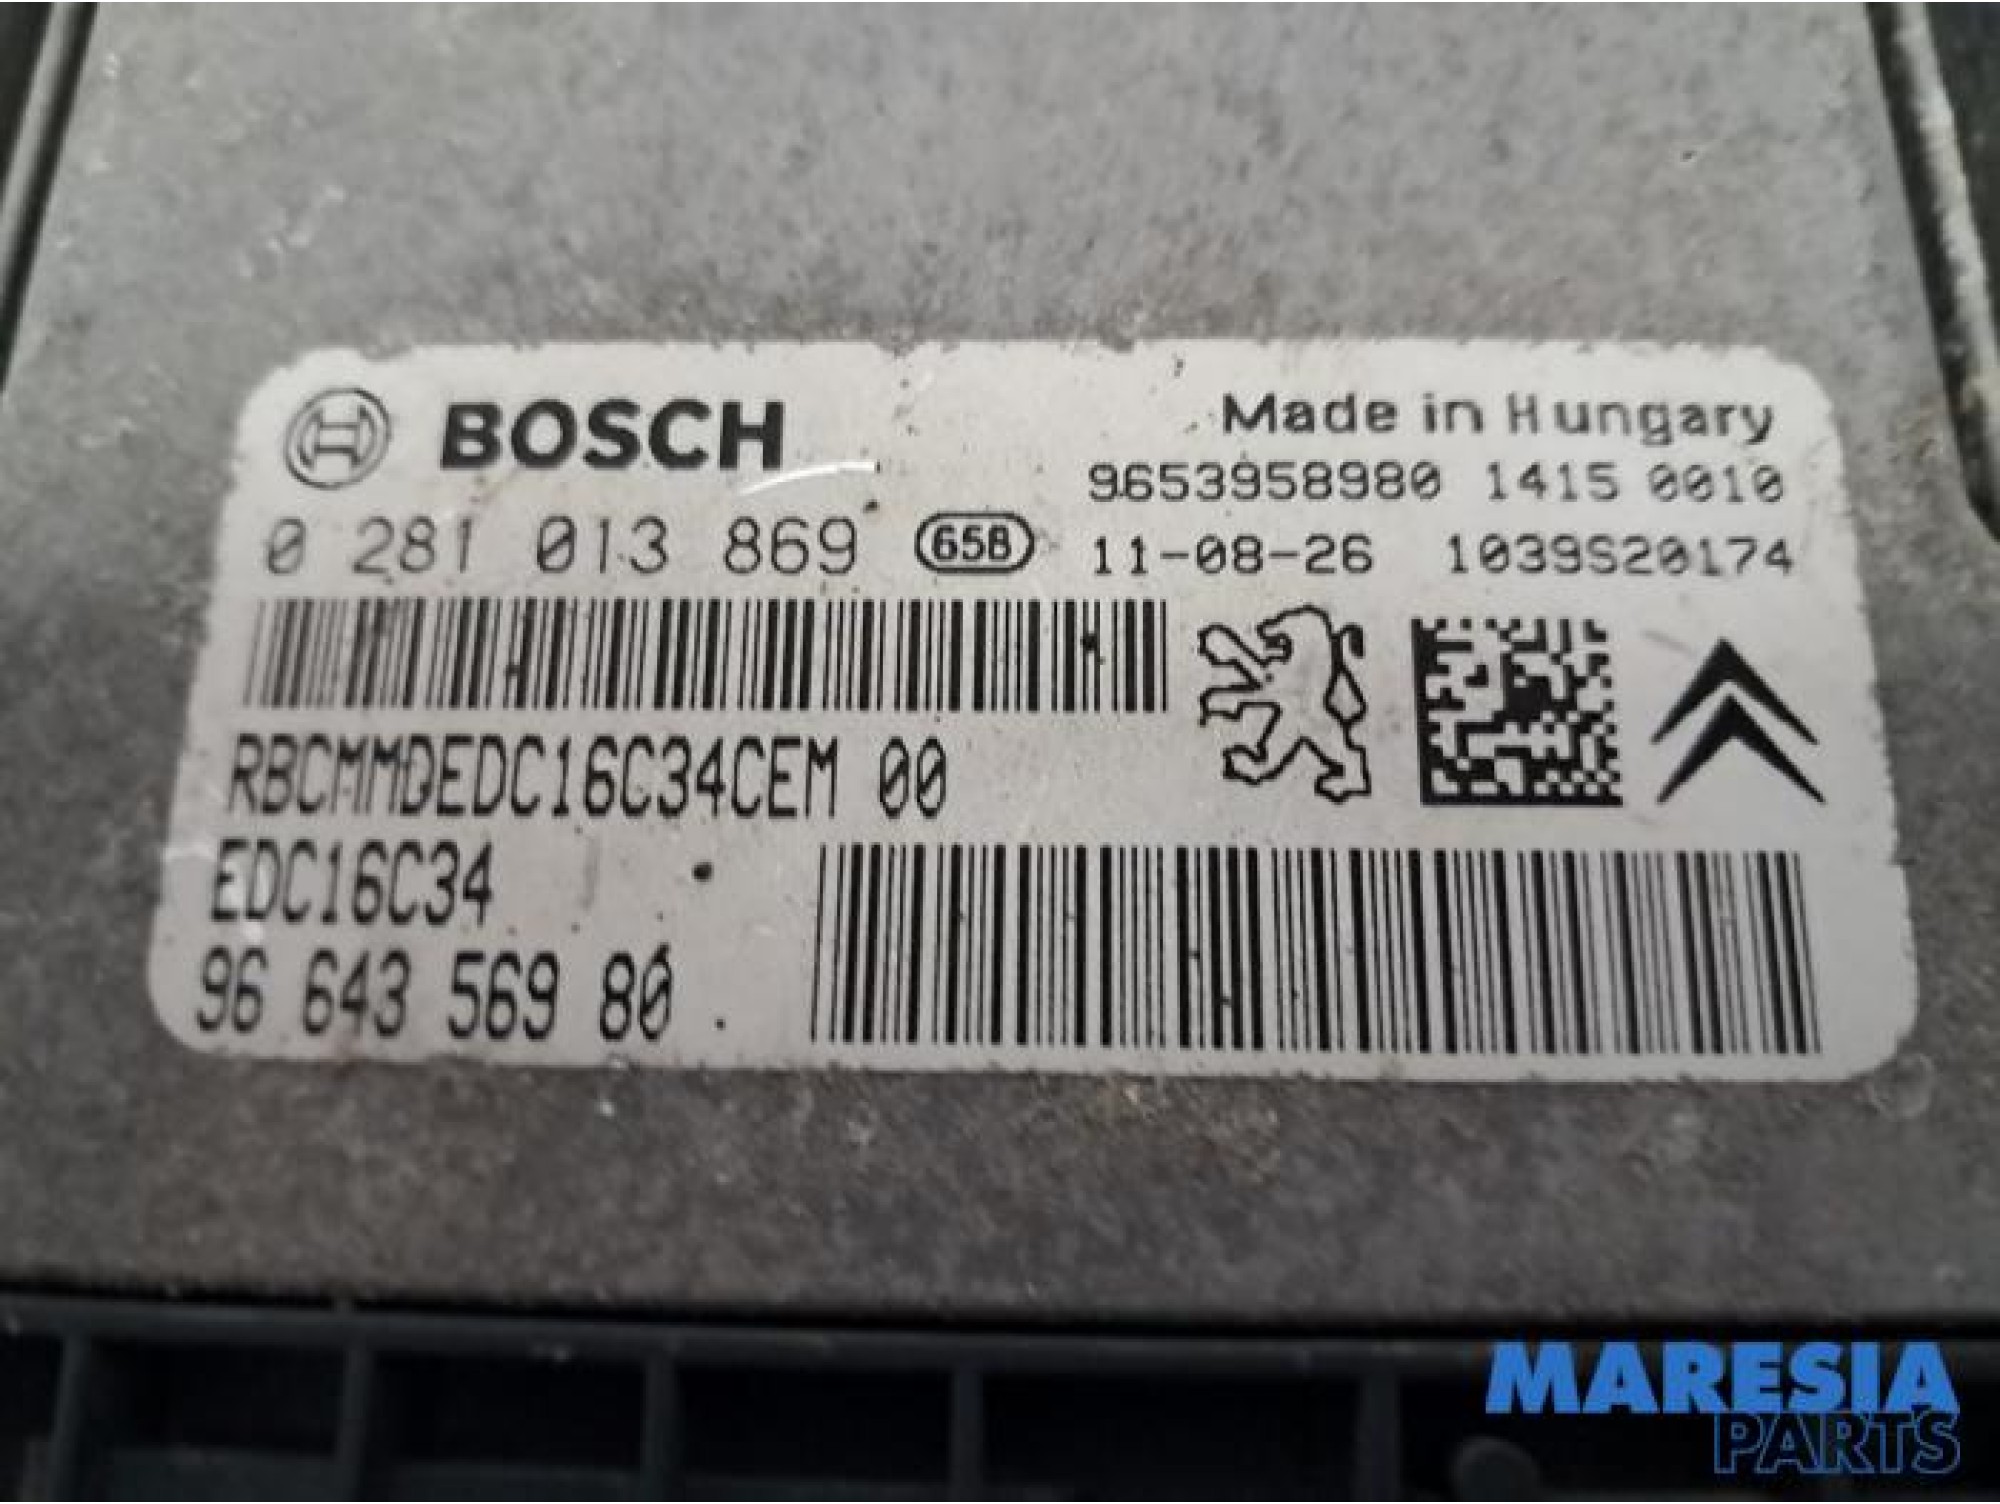 BOSCH
Made in Hungary
9653958980 1415 0010
0 281 013 869 65B 11-08-26 1039S20174
RBCMMDEDC16C34CEM 00
EDC16C34
96 643 569 80
MARESIA
PARTS